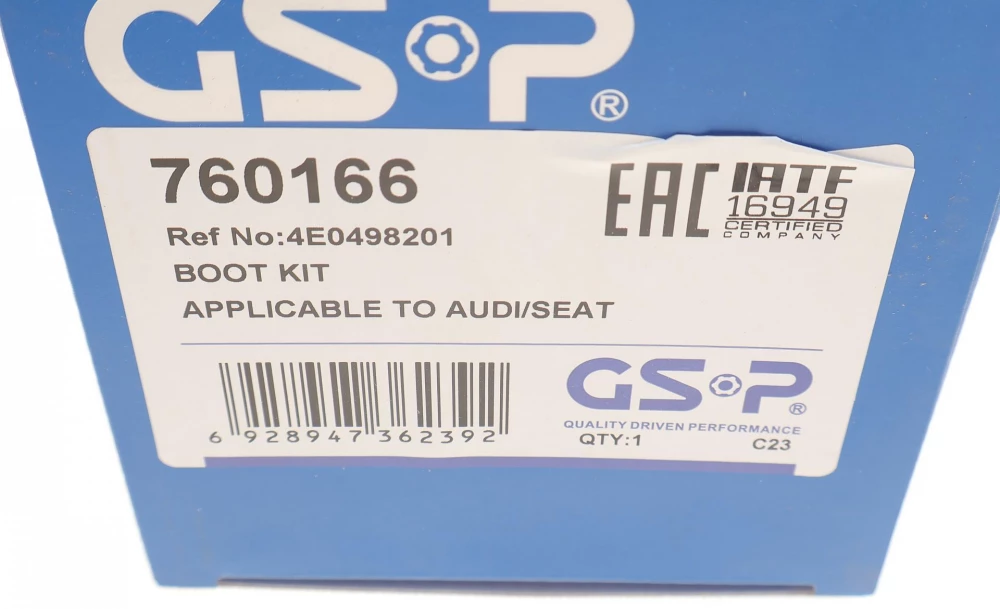 GSP®
760166
Ref No:4E0498201
BOOT KIT
APPLICABLE TO AUDI/SEAT
EAC
IATF
16949
CERTIFIED
COMPANY
6 928947 362392
GSP®
QUALITY DRIVEN PERFORMANCE
QTY:1 C23